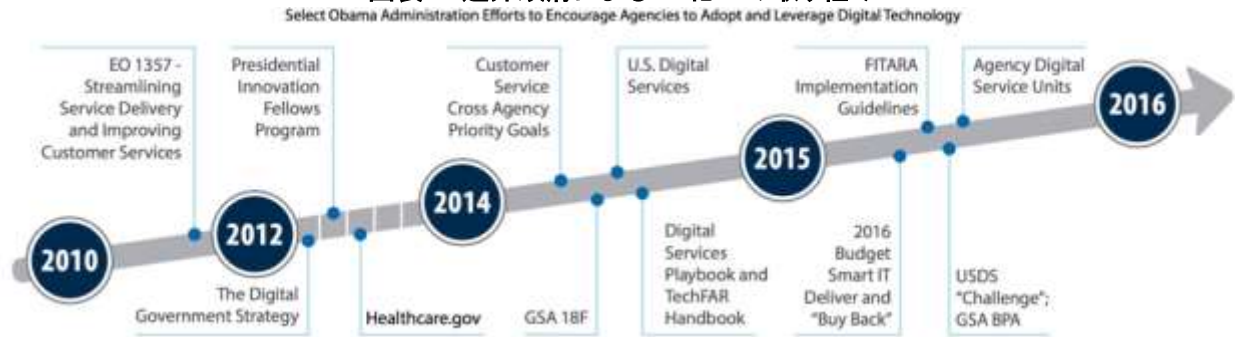 Select Obama Administration Efforts to Encourage Agencies to Adopt and Leverage Digital Technology
EO 1357 -
Streamlining
Service Delivery
and Improving
Customer Services
Presidential
Innovation
Fellows
Program
Customer
Service
Cross Agency
Priority Goals
U.S. Digital
Services
FITARA
Implementation
Guidelines
Agency Digital
Service Units
2010
2012
2014
2015
2016
The Digital
Government Strategy
Healthcare.gov
GSA 18F
Digital
Services
Playbook and
TechFAR
Handbook
2016
Budget
Smart IT
Deliver and
"Buy Back"
USDS
"Challenge";
GSA BPA